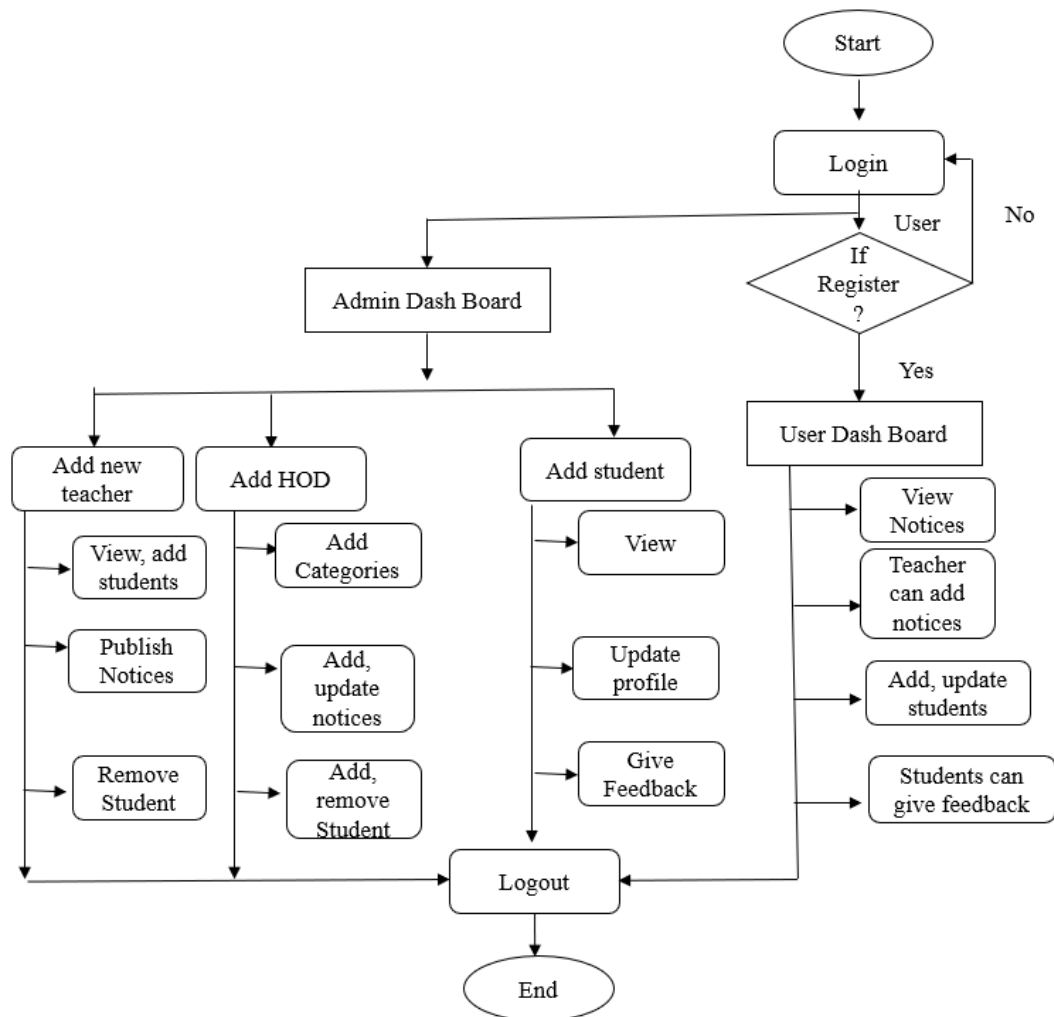 Start
Login
No
User
If
Register
?
Admin Dash Board
Yes
User Dash Board
Add new
teacher
Add HOD
Add student
View, add
students
Publish
Notices
Remove
Student
Add
Categories
Add,
update
notices
Add,
remove
Student
View
Update
profile
Give
Feedback
View
Notices
Teacher
can add
notices
Add, update
students
Students can
give feedback
Logout
End